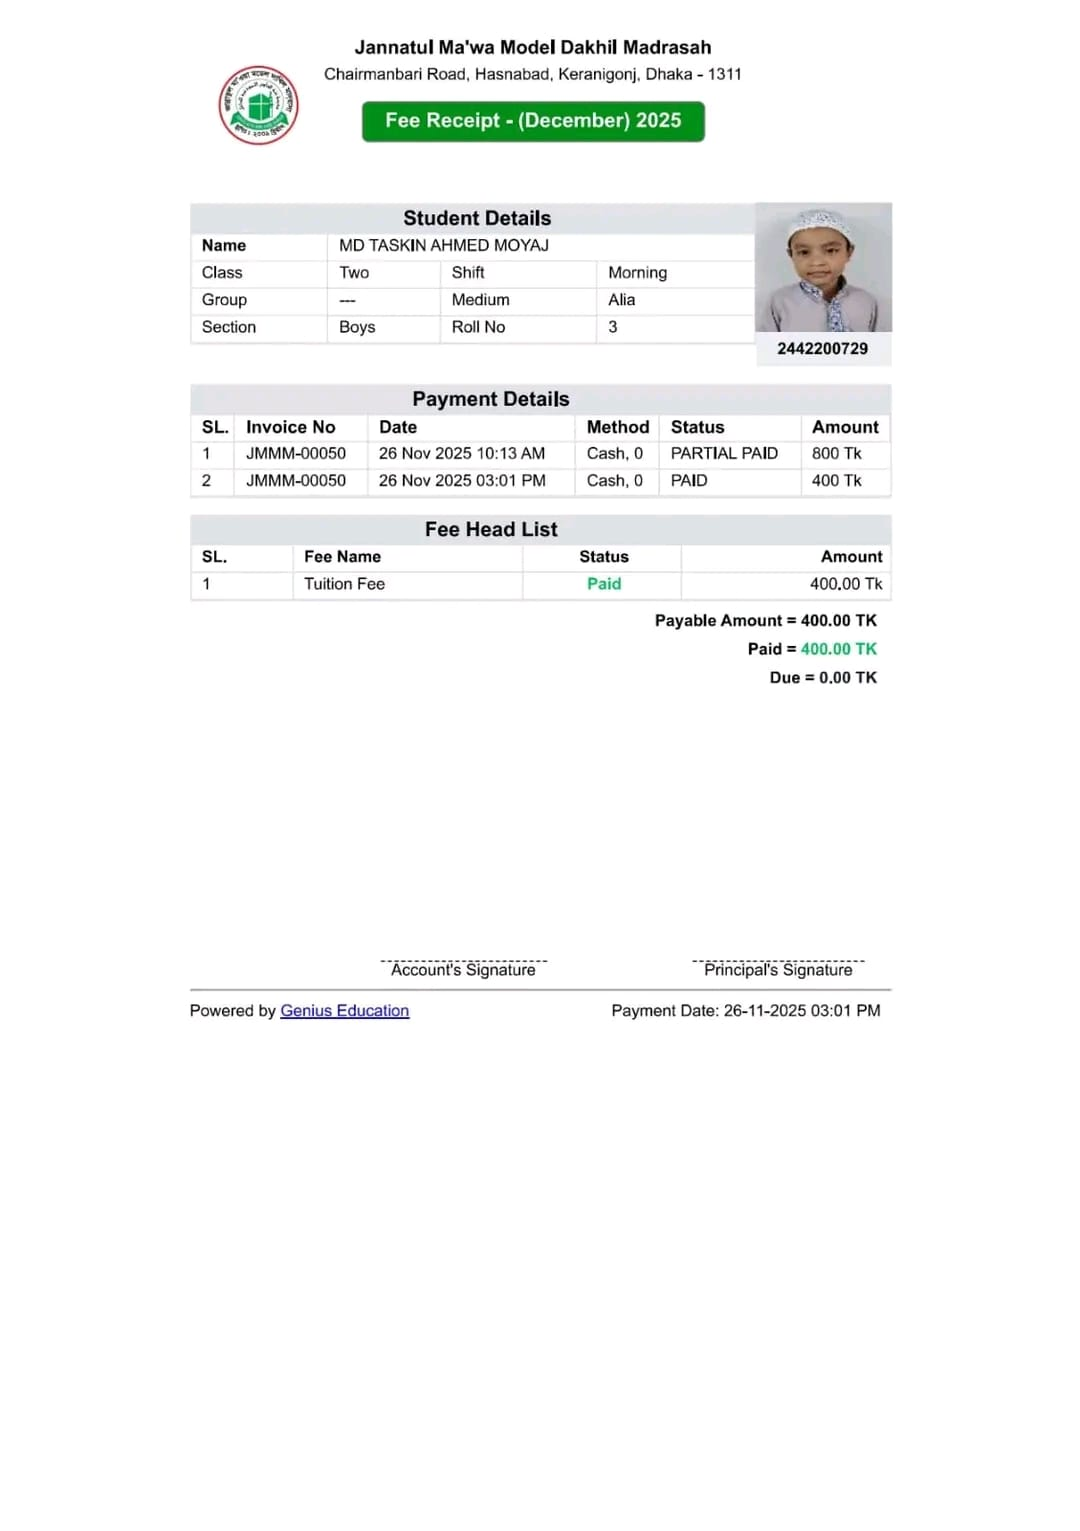 Jannatul Ma'wa Model Dakhil Madrasah
Chairmanbari Road, Hasnabad, Keranigonj, Dhaka - 1311
Fee Receipt - (December) 2025
Student Details
Name MD TASKIN AHMED MOYAJ
Class Two Shift Morning
Group --- Medium Alia
Section Boys Roll No 3
2442200729
Payment Details
SL. Invoice No Date Method Status Amount
1 JMMM-00050 26 Nov 2025 10:13 AM Cash, 0 PARTIAL PAID 800 Tk
2 JMMM-00050 26 Nov 2025 03:01 PM Cash, 0 PAID 400 Tk
Fee Head List
SL. Fee Name Status Amount
1 Tuition Fee Paid 400.00 Tk
Payable Amount = 400.00 TK
Paid = 400.00 TK
Due = 0.00 TK
Account's Signature Principal's Signature
Powered by Genius Education Payment Date: 26-11-2025 03:01 PM